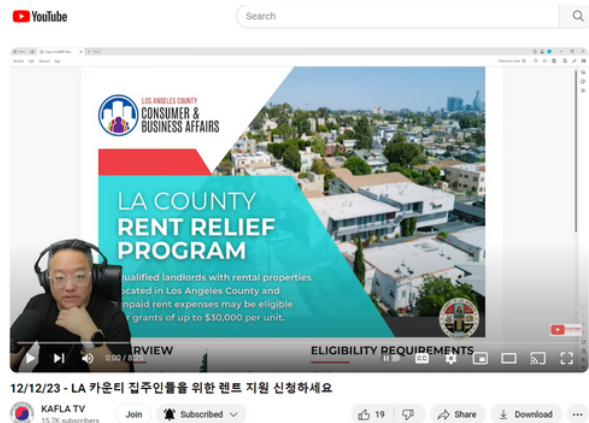 YouTube
Search
LOS ANGELES COUNTY
CONSUMER &
BUSINESS AFFAIRS
LA COUNTY
RENT RELIEF
PROGRAM
ualified landlords with rental properties
ocated in Los Angeles County and
npaid rent expenses may be eligible
grants of up to $30,000 per unit.
RVIEW
ELIGIBILITY REQUIREMENTS
0:00 / 8:25
12/12/23 - LA 카운티 집주인들을 위한 렌트 지원 신청하세요
KAFLA TV
15.7K subscribers
Join
Subscribed
19
Share
Download